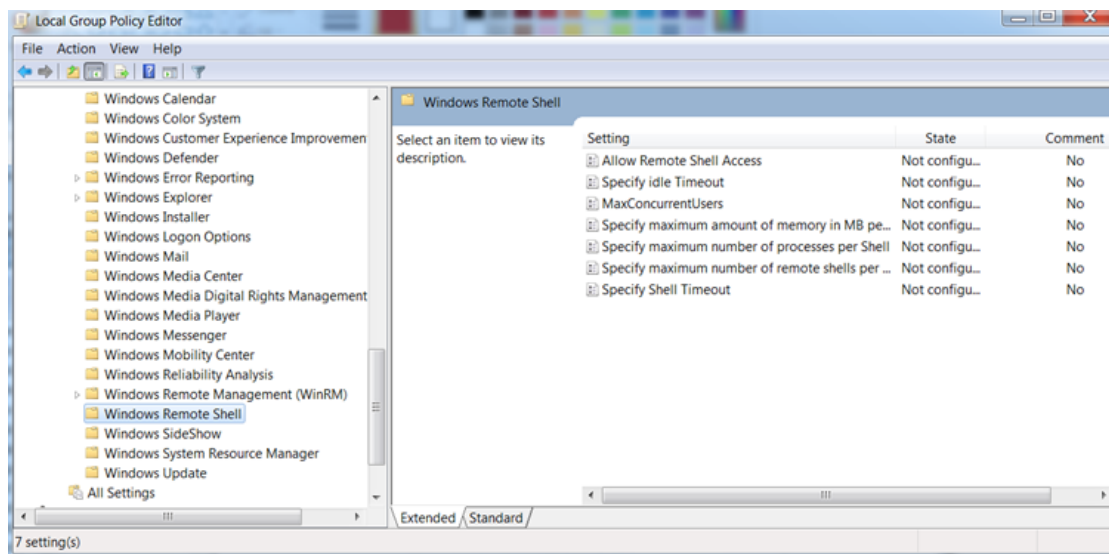 Local Group Policy Editor
File Action View Help
Windows Calendar
Windows Color System
Windows Customer Experience Improvemen
Windows Defender
Windows Error Reporting
Windows Explorer
Windows Installer
Windows Logon Options
Windows Mail
Windows Media Center
Windows Media Digital Rights Management
Windows Media Player
Windows Messenger
Windows Mobility Center
Windows Reliability Analysis
Windows Remote Management (WinRM)
Windows Remote Shell
Windows SideShow
Windows System Resource Manager
Windows Update
All Settings
Windows Remote Shell
Select an item to view its
description.
Setting State Comment
Allow Remote Shell Access Not configu... No
Specify idle Timeout Not configu... No
MaxConcurrentUsers Not configu... No
Specify maximum amount of memory in MB pe... Not configu... No
Specify maximum number of processes per Shell Not configu... No
Specify maximum number of remote shells per ... Not configu... No
Specify Shell Timeout Not configu... No
Extended Standard
7 setting(s)